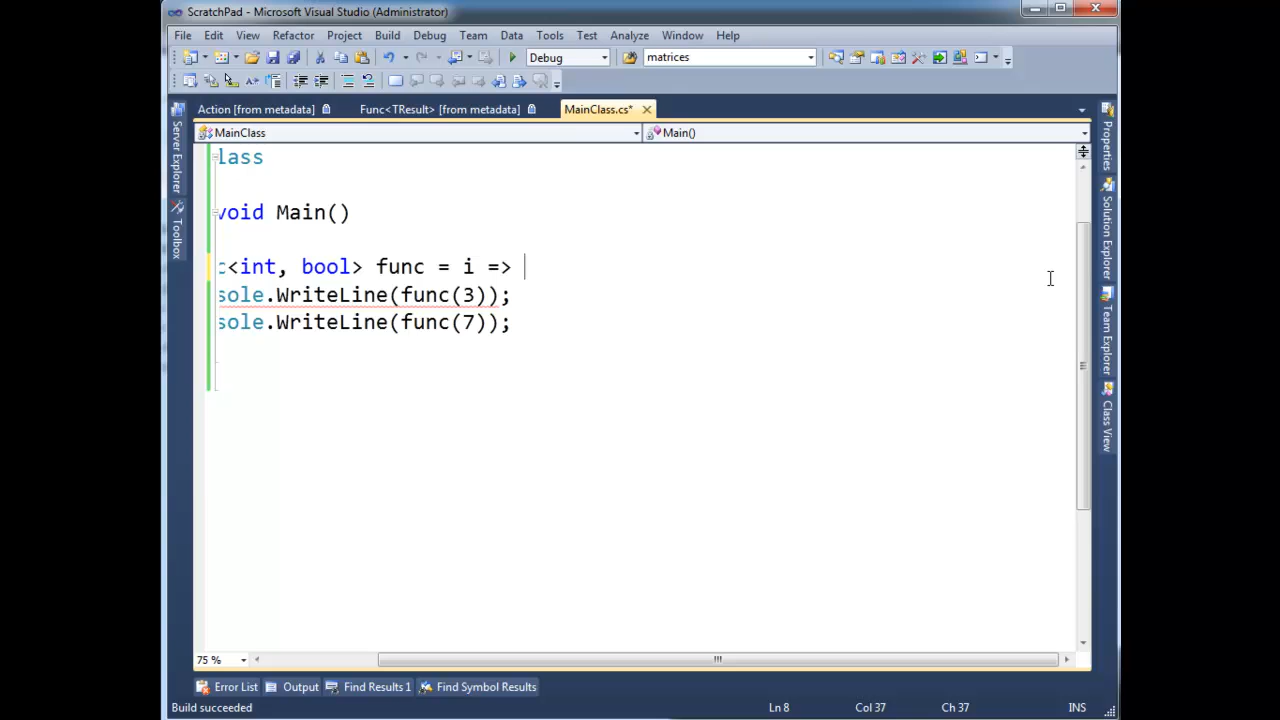 ScratchPad - Microsoft Visual Studio (Administrator)
File Edit View Refactor Project Build Debug Team Data Tools Test Analyze Window Help
Debug matrices
Action [from metadata] Func<TResult> [from metadata] MainClass.cs*
MainClass Main()
lass
void Main()
c<int, bool> func = i =>
sole.WriteLine(func(3));
sole.WriteLine(func(7));
75 %
Error List Output Find Results 1 Find Symbol Results
Build succeeded Ln 8 Col 37 Ch 37 INS
Server Explorer
Toolbox
Properties
Solution Explorer
Team Explorer
Class View